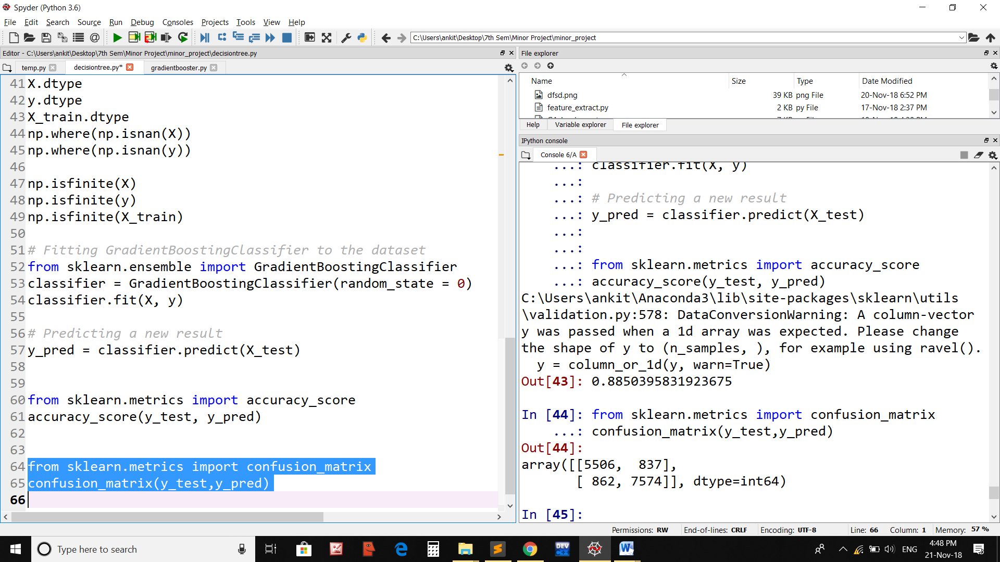 Spyder (Python 3.6)
File Edit Search Source Run Debug Consoles Projects Tools View Help
C:\Users\ankit\Desktop\7th Sem\Minor Project\minor_project
Editor - C:\Users\ankit\Desktop\7th Sem\Minor Project\minor_project\decisiontree.py
temp.py decisiontree.py* gradientbooster.py
41 X.dtype
42 y.dtype
43 X_train.dtype
44 np.where(np.isnan(X))
45 np.where(np.isnan(y))
46
47 np.isfinite(X)
48 np.isfinite(y)
49 np.isfinite(X_train)
50
51 # Fitting GradientBoostingClassifier to the dataset
52 from sklearn.ensemble import GradientBoostingClassifier
53 classifier = GradientBoostingClassifier(random_state = 0)
54 classifier.fit(X, y)
55
56 # Predicting a new result
57 y_pred = classifier.predict(X_test)
58
59
60 from sklearn.metrics import accuracy_score
61 accuracy_score(y_test, y_pred)
62
63
64 from sklearn.metrics import confusion_matrix
65 confusion_matrix(y_test,y_pred)
66
File explorer
Name Size Type Date Modified
dfsd.png 39 KB png File 20-Nov-18 6:52 PM
feature_extract.py 2 KB py File 17-Nov-18 2:37 PM
Help Variable explorer File explorer
IPython console
Console 6/A
...: classifier.fit(X, y)
...:
...: # Predicting a new result
...: y_pred = classifier.predict(X_test)
...:
...:
...: from sklearn.metrics import accuracy_score
...: accuracy_score(y_test, y_pred)
C:\Users\ankit\Anaconda3\lib\site-packages\sklearn\utils
\validation.py:578: DataConversionWarning: A column-vector
y was passed when a 1d array was expected. Please change
the shape of y to (n_samples, ), for example using ravel().
y = column_or_1d(y, warn=True)
Out[43]: 0.8850395831923675
In [44]: from sklearn.metrics import confusion_matrix
...: confusion_matrix(y_test,y_pred)
Out[44]:
array([[5506, 837],
[ 862, 7574]], dtype=int64)
In [45]:
Permissions: RW End-of-lines: CRLF Encoding: UTF-8 Line: 66 Column: 1 Memory: 57 %
Type here to search
DEV
ENG
4:48 PM
21-Nov-18